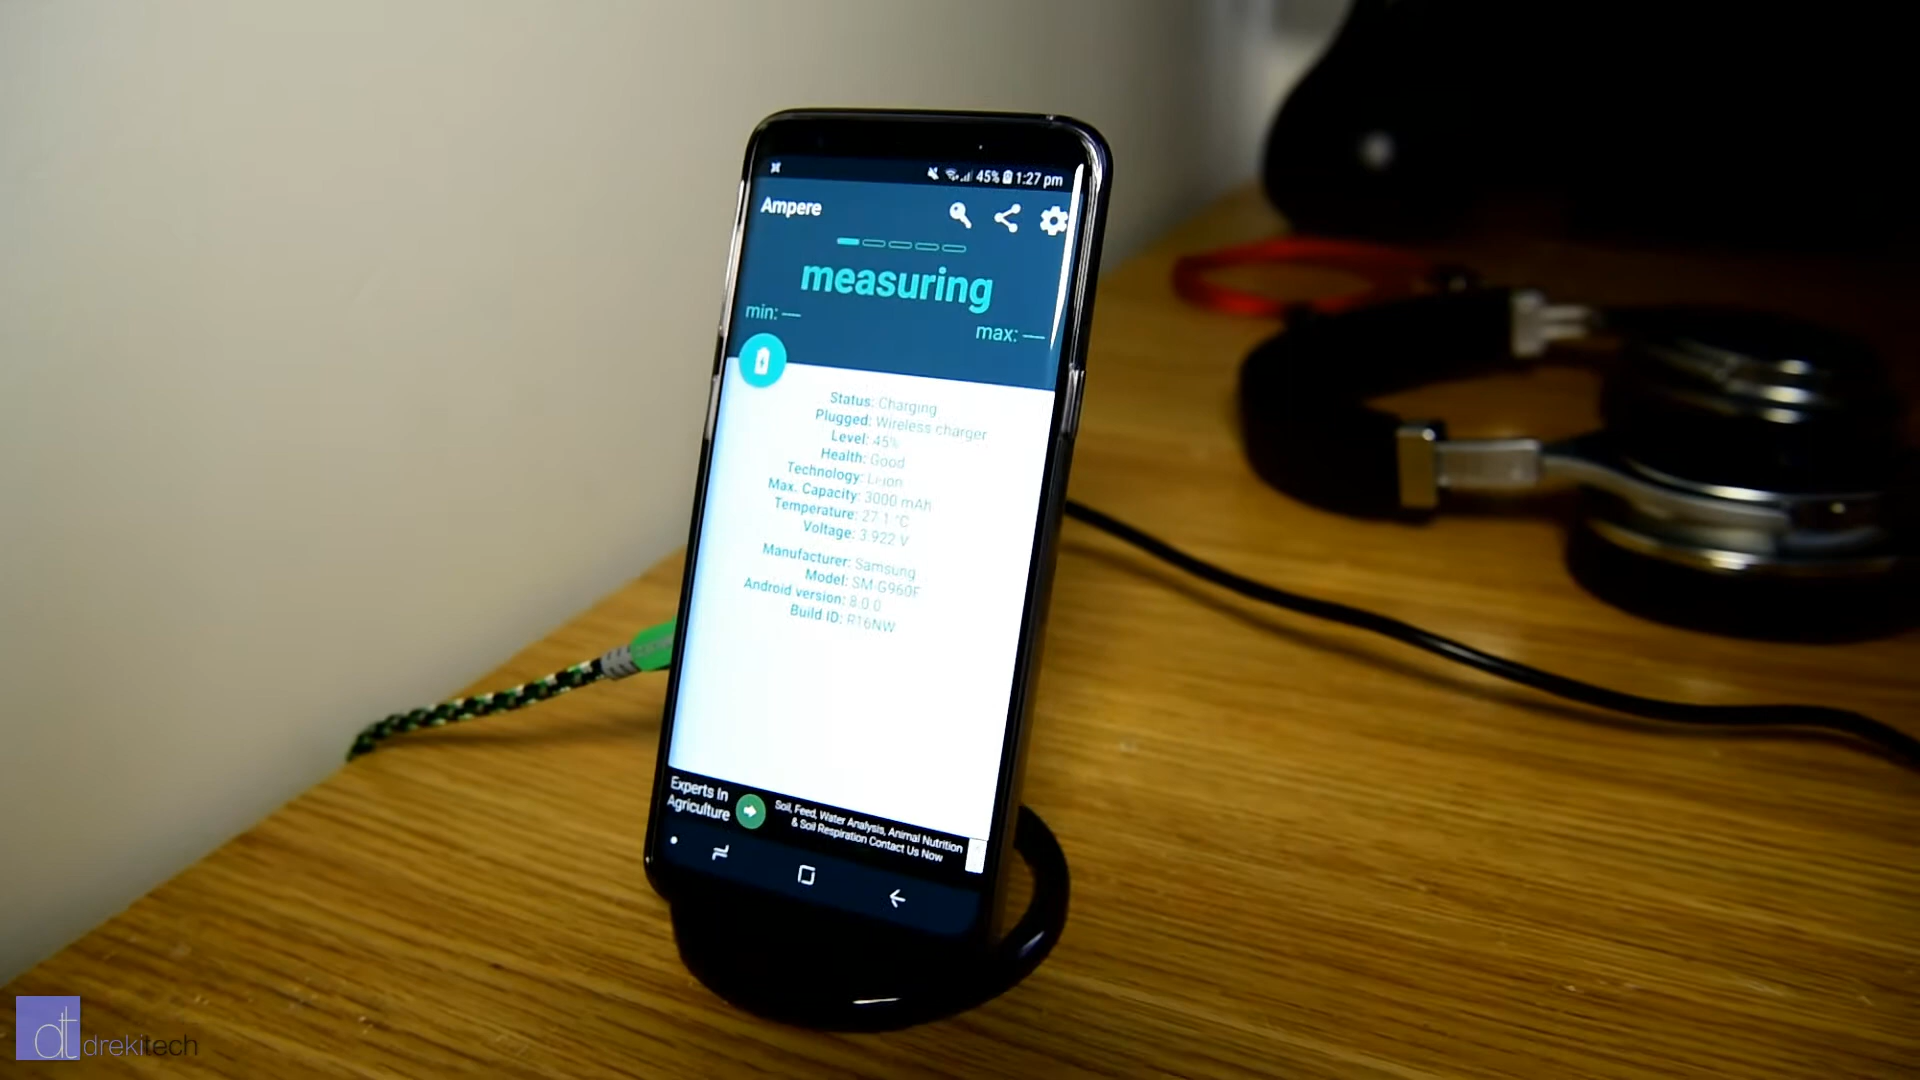 45% 1:27 pm
Ampere
measuring
min: —
max: —
Status: Charging
Plugged: Wireless charger
Level: 45%
Health: Good
Technology: Li-ion
Max. Capacity: 3000 mAh
Temperature: 27.1 °C
Voltage: 3.922 V
Manufacturer: Samsung
Model: SM-G960F
Android version: 8.0.0
Build ID: R16NW
Experts In
Agriculture
Soil, Feed, Water Analysis, Animal Nutrition
& Soil Respiration Contact Us Now
dt drekitech